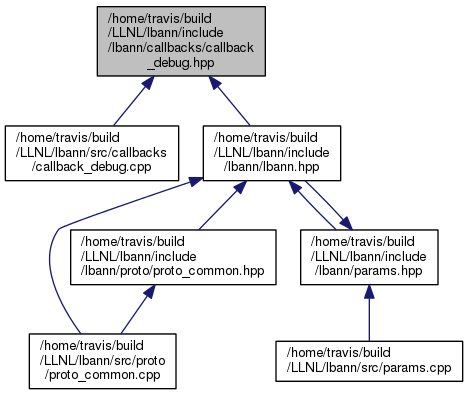 /home/travis/build
/LLNL/lbann/include
/lbann/callbacks/callback
_debug.hpp
/home/travis/build
/LLNL/lbann/src/callbacks
/callback_debug.cpp
/home/travis/build
/LLNL/lbann/include
/lbann/lbann.hpp
/home/travis/build
/LLNL/lbann/include
/lbann/proto/proto_common.hpp
/home/travis/build
/LLNL/lbann/include
/lbann/params.hpp
/home/travis/build
/LLNL/lbann/src/proto
/proto_common.cpp
/home/travis/build
/LLNL/lbann/src/params.cpp